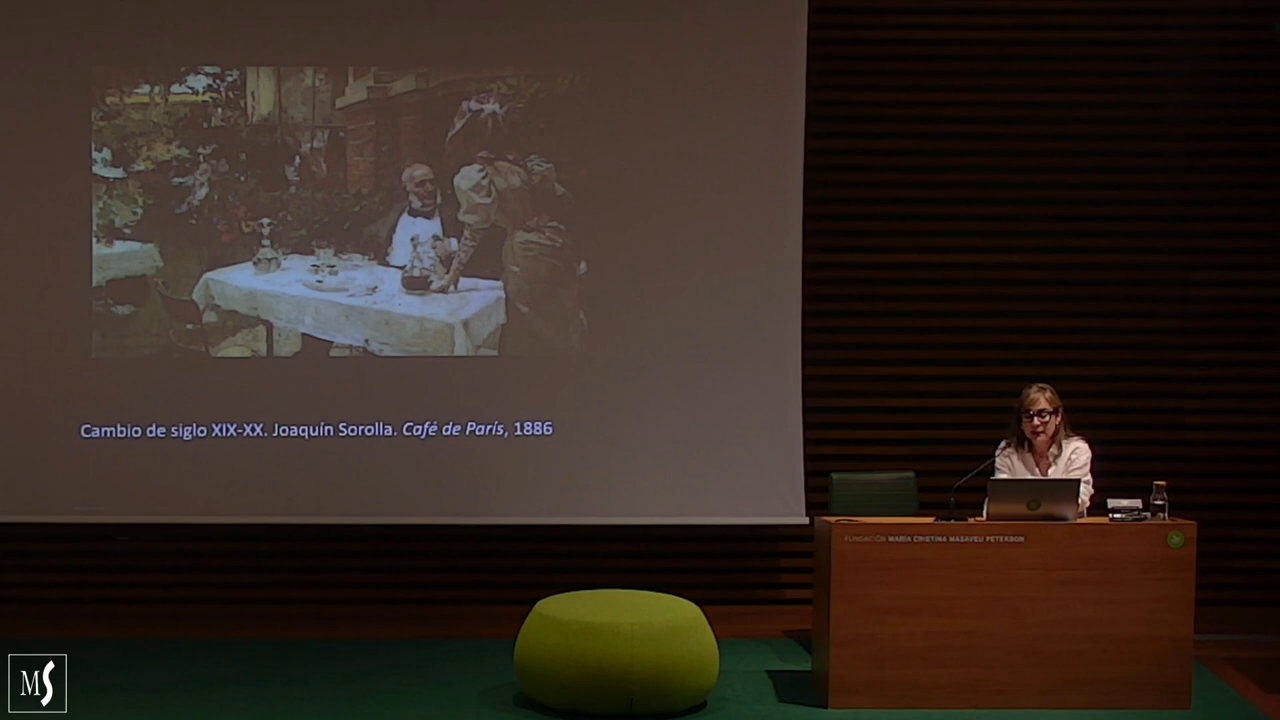 Cambio de siglo XIX-XX. Joaquín Sorolla. Café de París, 1886
FUNDACIÓN MARÍA CRISTINA MASAVEU PETERSON
MS